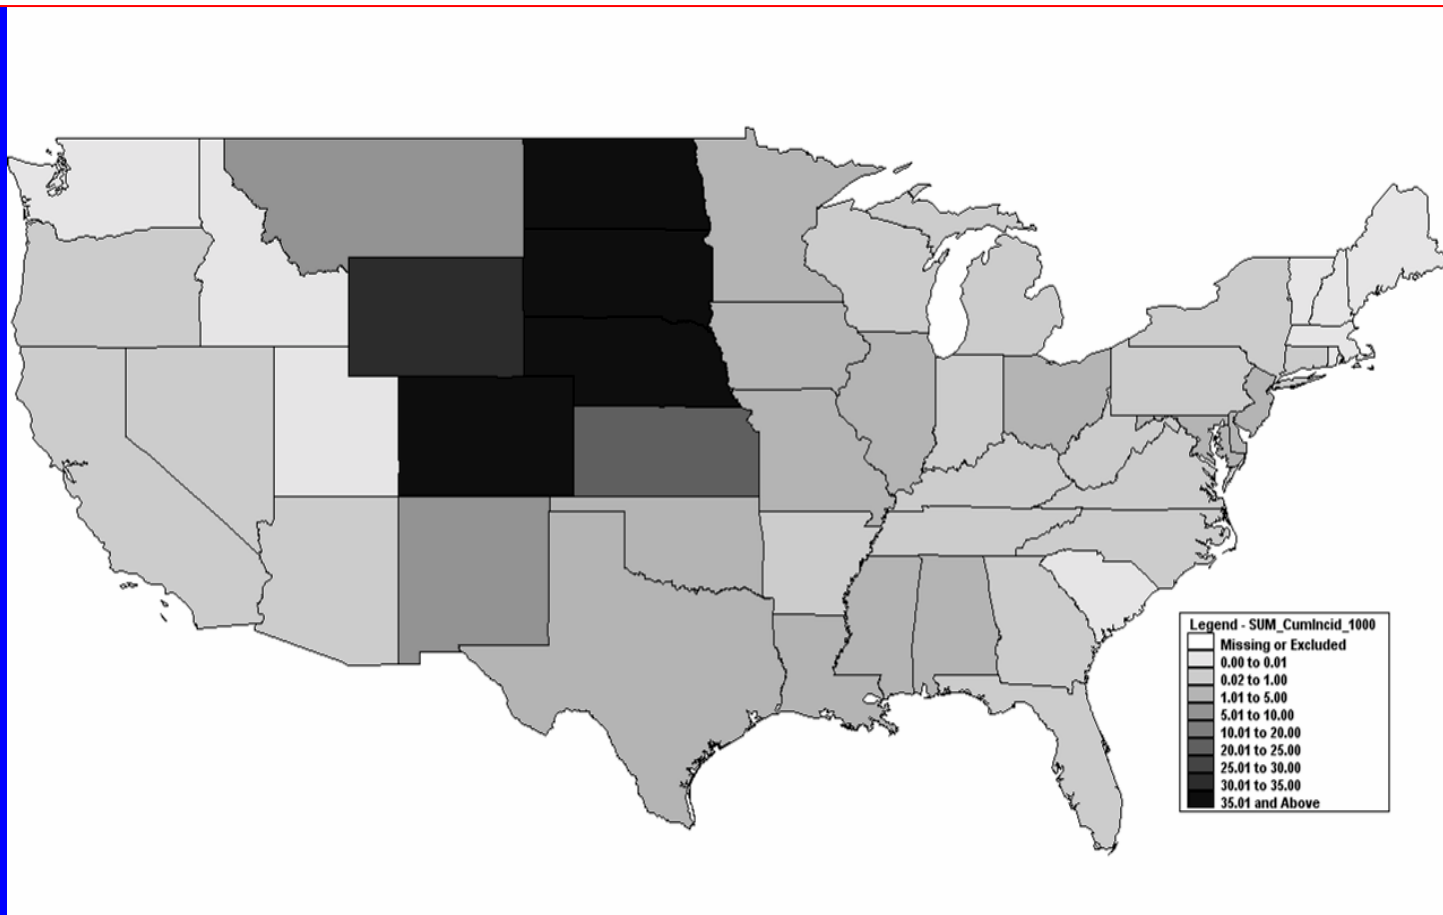 Legend - SUM_CumIncid_1000
Missing or Excluded
0.00 to 0.01
0.02 to 1.00
1.01 to 5.00
5.01 to 10.00
10.01 to 20.00
20.01 to 25.00
25.01 to 30.00
30.01 to 35.00
35.01 and Above